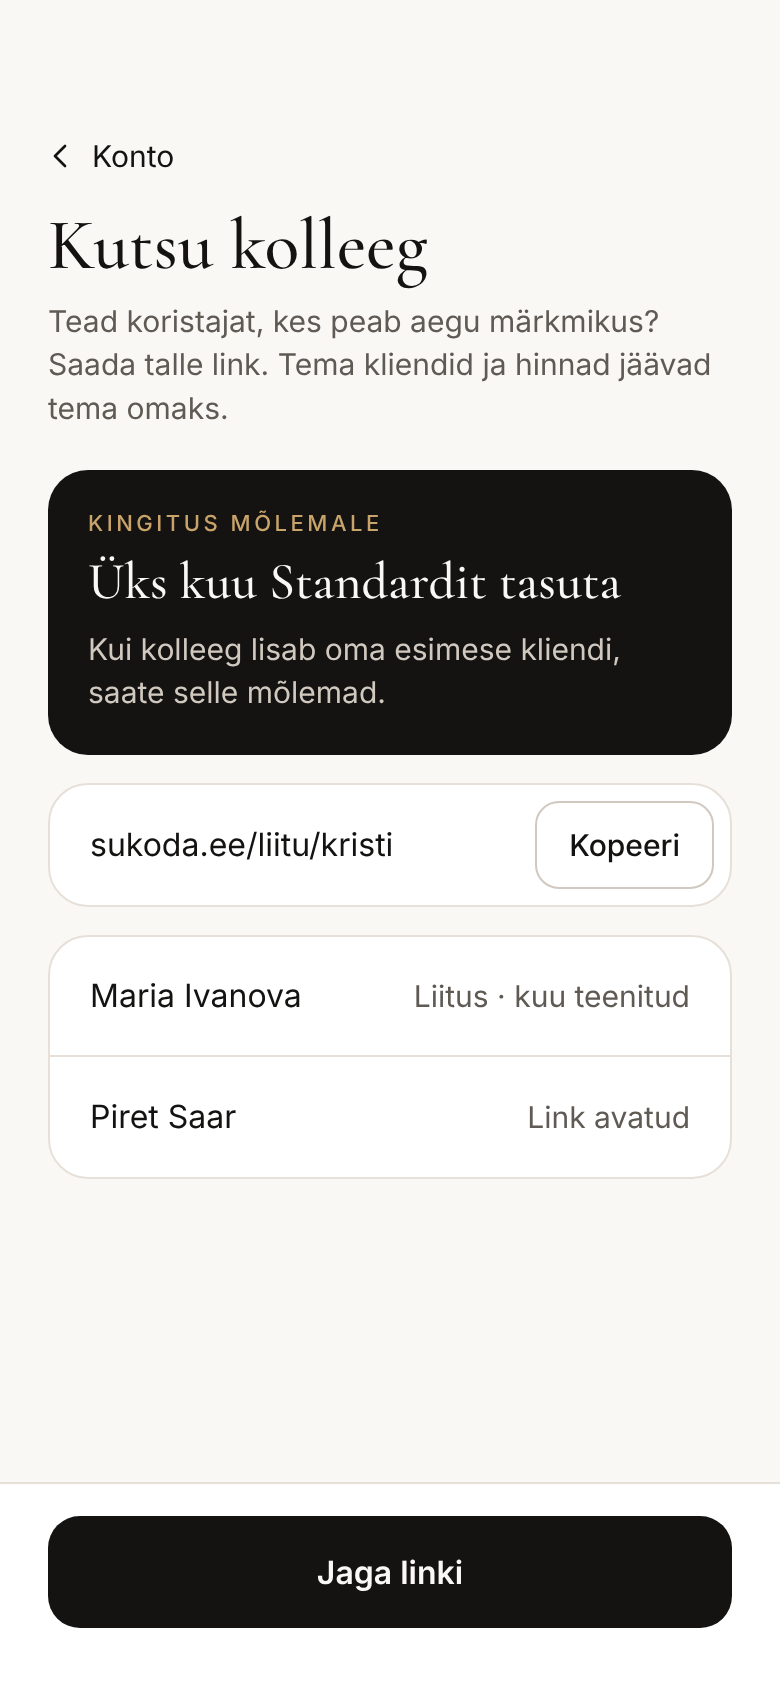 Konto
Kutsu kolleeg
Tead koristajat, kes peab aegu märkmikus?
Saada talle link. Tema kliendid ja hinnad jäävad
tema omaks.
KINGITUS MÕLEMALE
Üks kuu Standardit tasuta
Kui kolleeg lisab oma esimese kliendi,
saate selle mõlemad.
sukoda.ee/liitu/kristi
Kopeeri
Maria Ivanova
Liitus · kuu teenitud
Piret Saar
Link avatud
Jaga linki